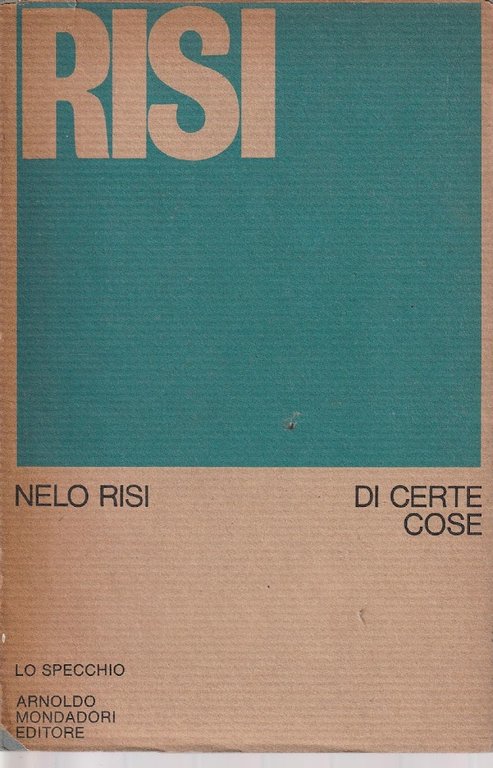 RISI
NELO RISI
DI CERTE
COSE
LO SPECCHIO
ARNOLDO
MONDADORI
EDITORE